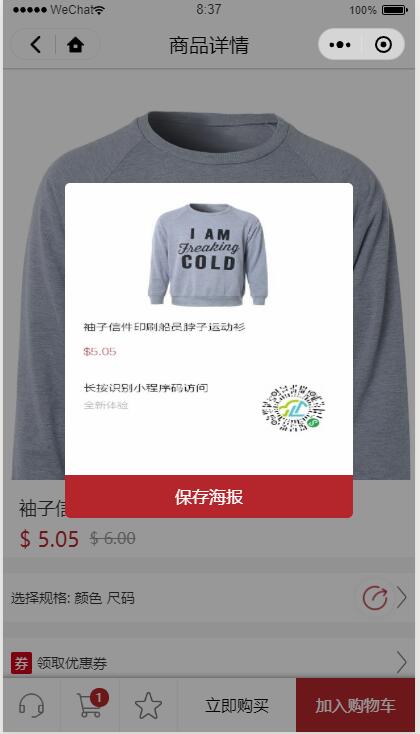 WeChat
8:37
100%
商品详情
I AM
Freaking
COLD
袖子信件印刷船员脖子运动衫
$5.05
长按识别小程序码访问
全新体验
保存海报
袖子信
$ 5.05 $ 6.00
选择规格: 颜色 尺码
券 领取优惠券
1
立即购买
加入购物车